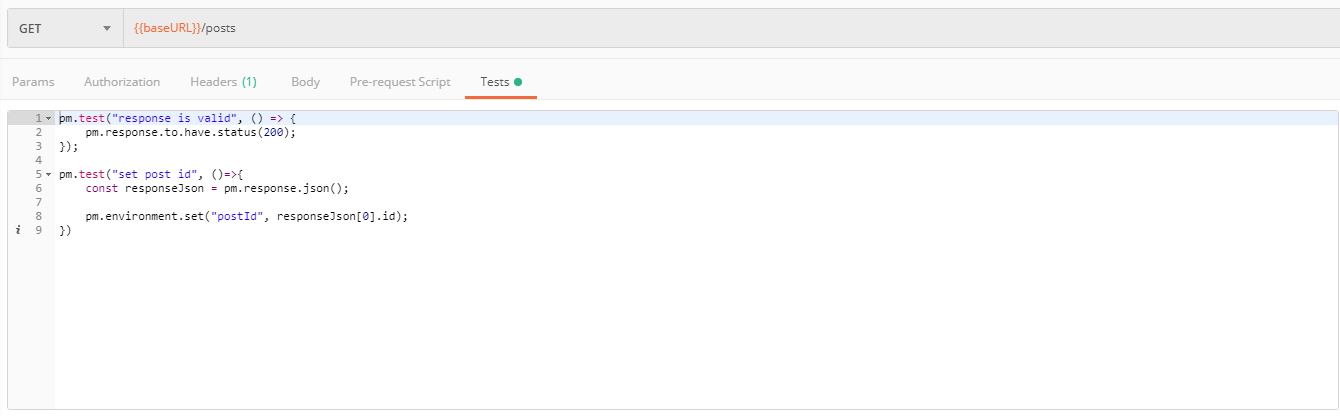 GET {{baseURL}}/posts
Params Authorization Headers (1) Body Pre-request Script Tests
1 pm.test("response is valid", () => {
2 pm.response.to.have.status(200);
3 });
4
5 pm.test("set post id", ()=>{
6 const responseJson = pm.response.json();
7
8 pm.environment.set("postId", responseJson[0].id);
i 9 })